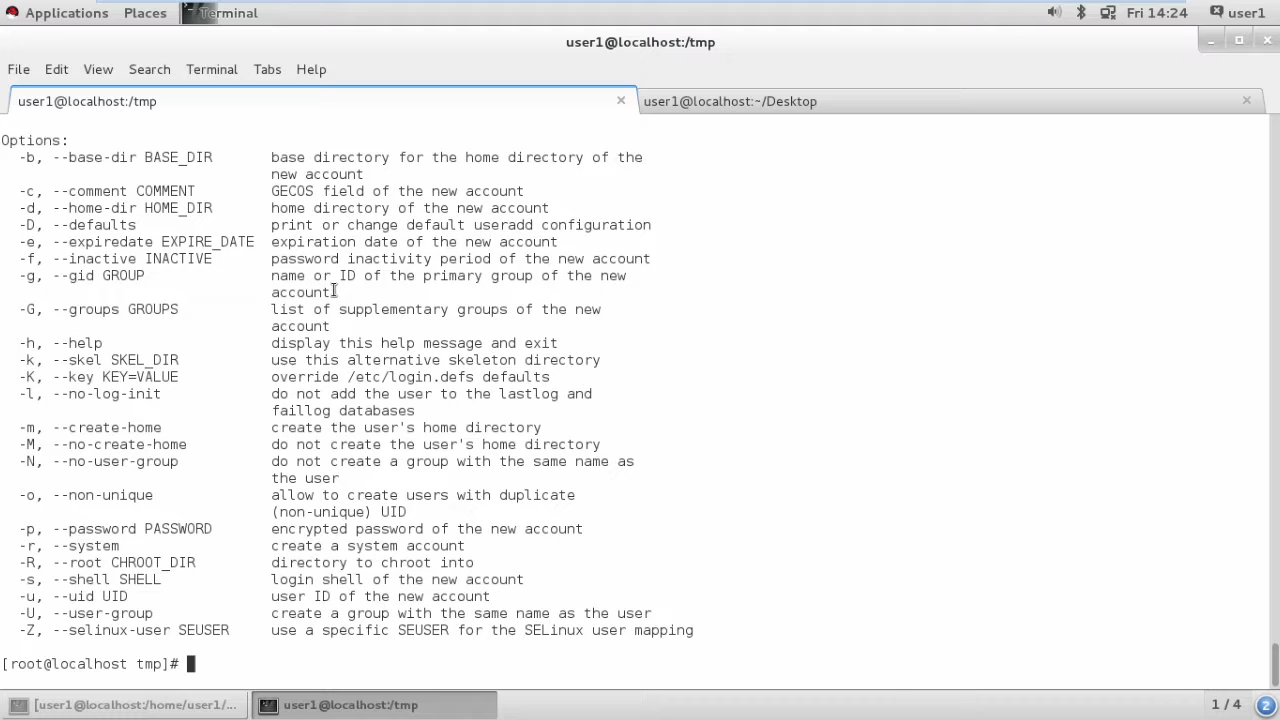 Applications Places Terminal Fri 14:24 user1
user1@localhost:/tmp
File Edit View Search Terminal Tabs Help
user1@localhost:/tmp × user1@localhost:~/Desktop ×
Options:
-b, --base-dir BASE_DIR base directory for the home directory of the
new account
-c, --comment COMMENT GECOS field of the new account
-d, --home-dir HOME_DIR home directory of the new account
-D, --defaults print or change default useradd configuration
-e, --expiredate EXPIRE_DATE expiration date of the new account
-f, --inactive INACTIVE password inactivity period of the new account
-g, --gid GROUP name or ID of the primary group of the new
account
-G, --groups GROUPS list of supplementary groups of the new
account
-h, --help display this help message and exit
-k, --skel SKEL_DIR use this alternative skeleton directory
-K, --key KEY=VALUE override /etc/login.defs defaults
-l, --no-log-init do not add the user to the lastlog and
faillog databases
-m, --create-home create the user's home directory
-M, --no-create-home do not create the user's home directory
-N, --no-user-group do not create a group with the same name as
the user
-o, --non-unique allow to create users with duplicate
(non-unique) UID
-p, --password PASSWORD encrypted password of the new account
-r, --system create a system account
-R, --root CHROOT_DIR directory to chroot into
-s, --shell SHELL login shell of the new account
-u, --uid UID user ID of the new account
-U, --user-group create a group with the same name as the user
-Z, --selinux-user SEUSER use a specific SEUSER for the SELinux user mapping
[root@localhost tmp]#
[user1@localhost:/home/user1/... user1@localhost:/tmp 1 / 4 2